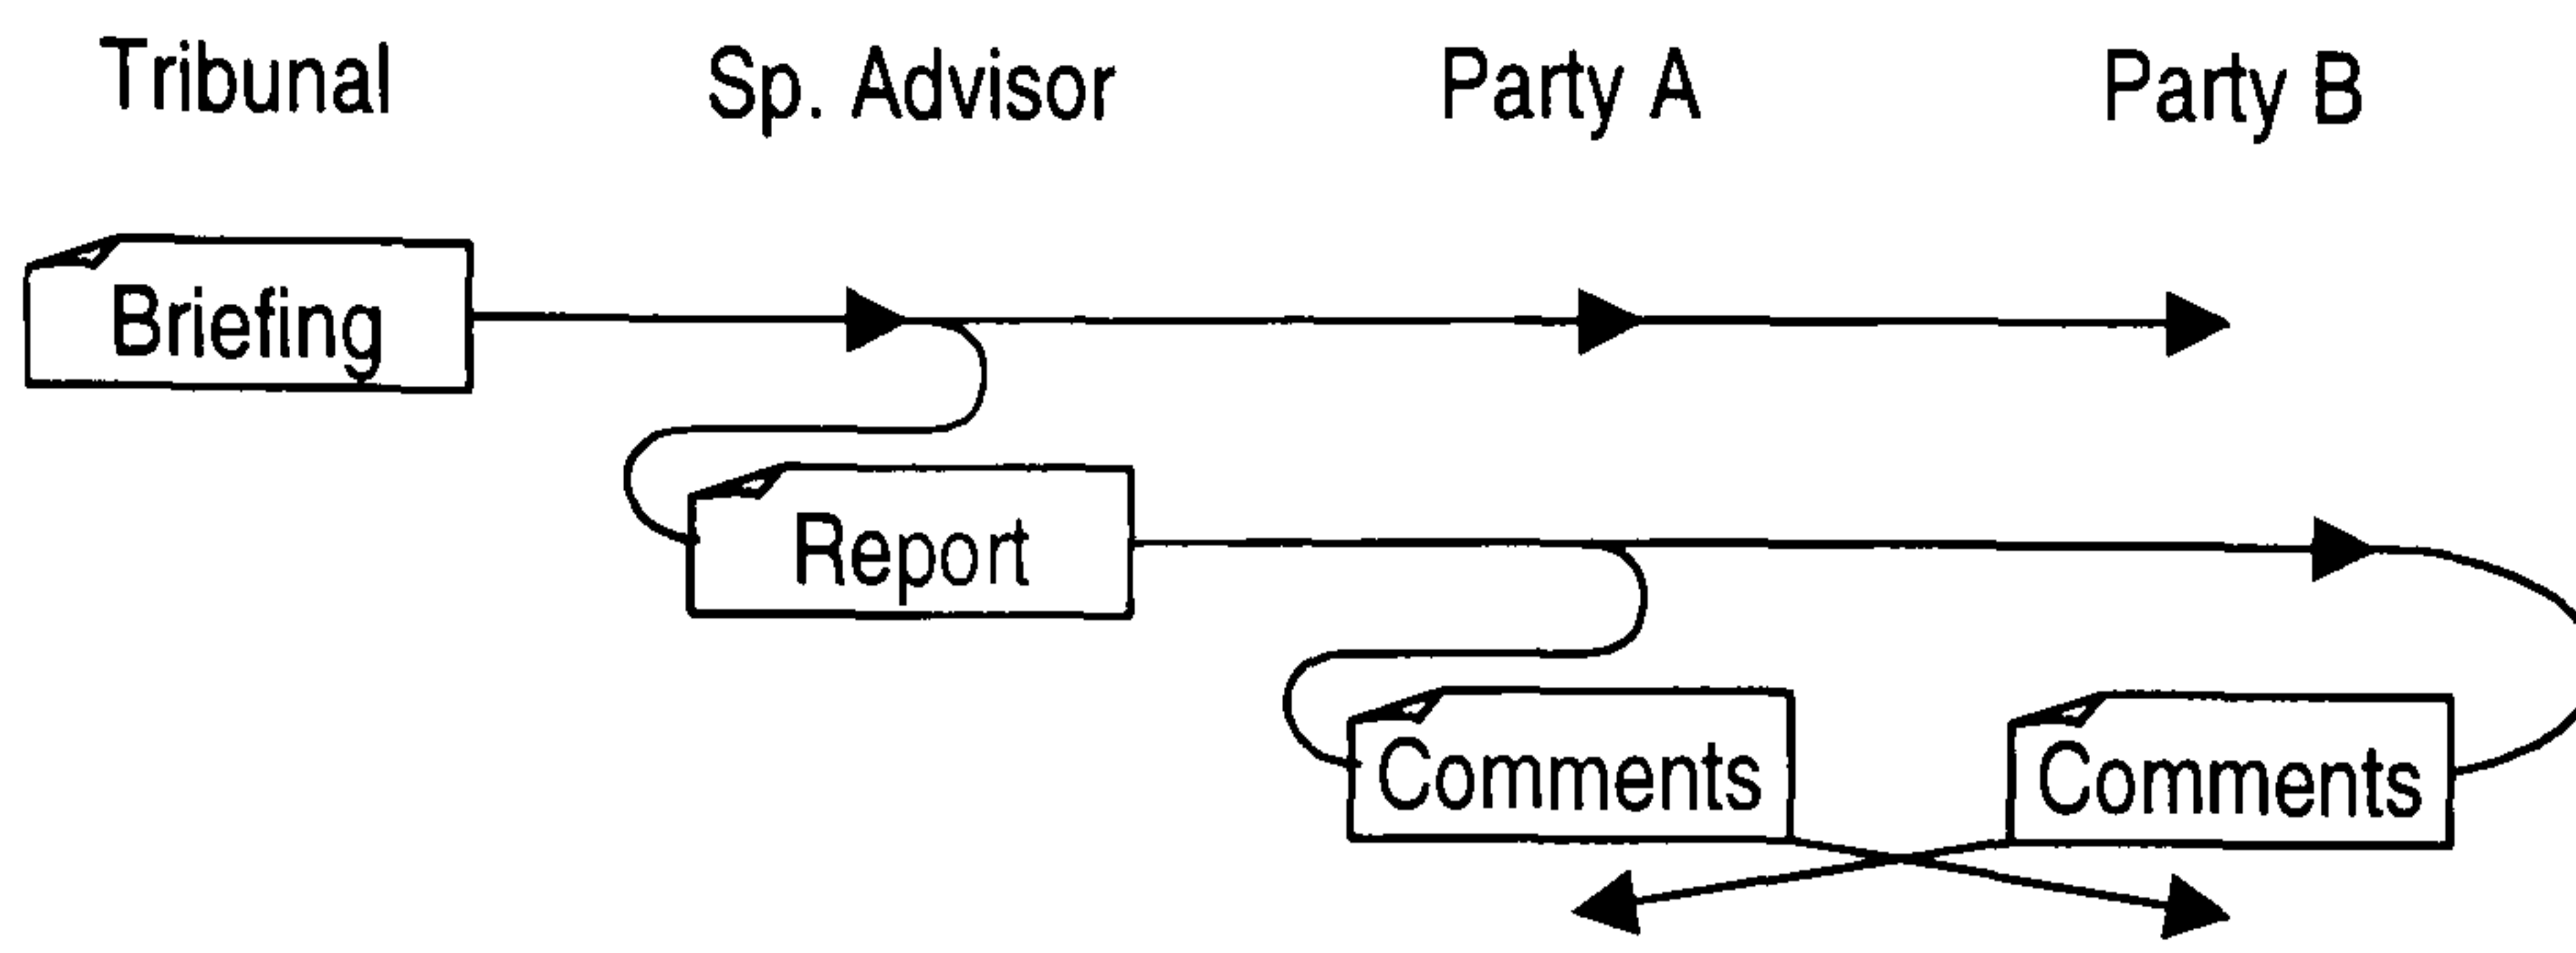 Tribunal Sp. Advisor Party A Party B
Briefing
Report
Comments Comments